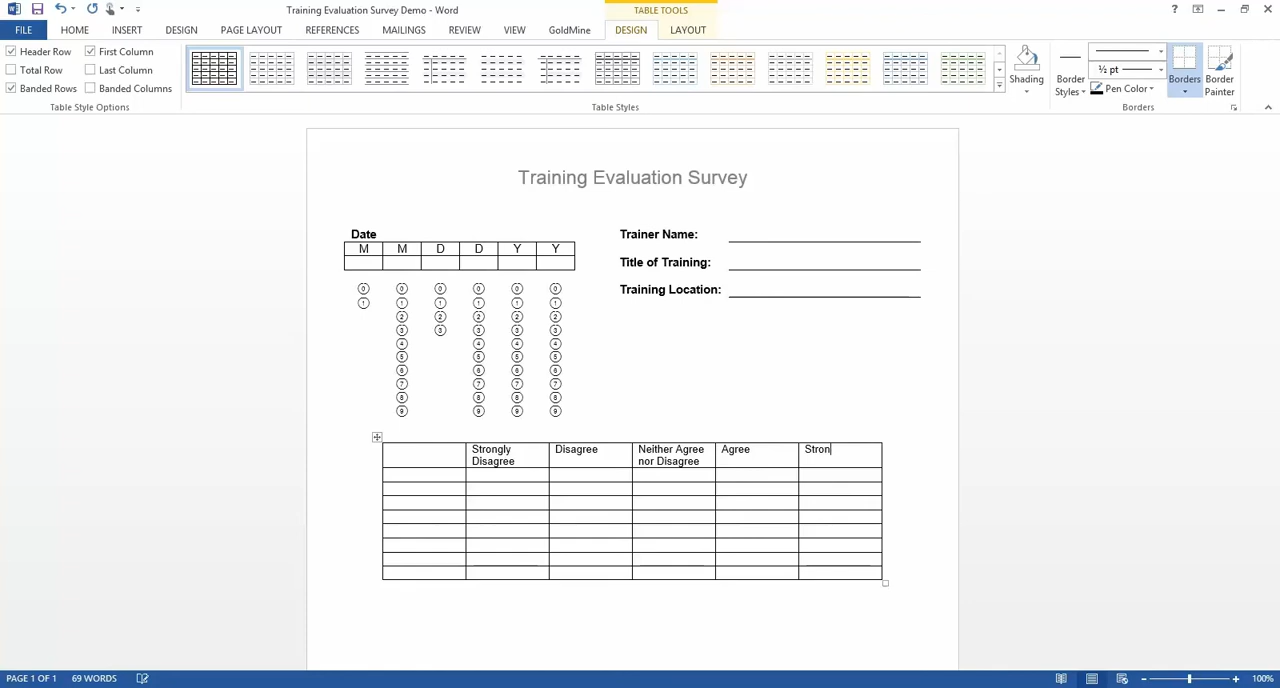 Training Evaluation Survey Demo - Word
TABLE TOOLS
?
FILE HOME INSERT DESIGN PAGE LAYOUT REFERENCES MAILINGS REVIEW VIEW GoldMine DESIGN LAYOUT
Header Row First Column
Total Row Last Column
Banded Rows Banded Columns
Table Style Options
Table Styles
Shading
Border Styles
½ pt
Pen Color
Borders
Border Painter
Borders
Training Evaluation Survey
Date
M M D D Y Y
0 0 0 0 0 0
1 1 1 1 1 1
2 2 2 2 2
3 3 3 3 3
4 4 4 4
5 5 5 5
6 6 6 6
7 7 7 7
8 8 8 8
9 9 9 9
Trainer Name:
Title of Training:
Training Location:
Strongly Disagree Disagree Neither Agree nor Disagree Agree Stron
PAGE 1 OF 1 69 WORDS 100%